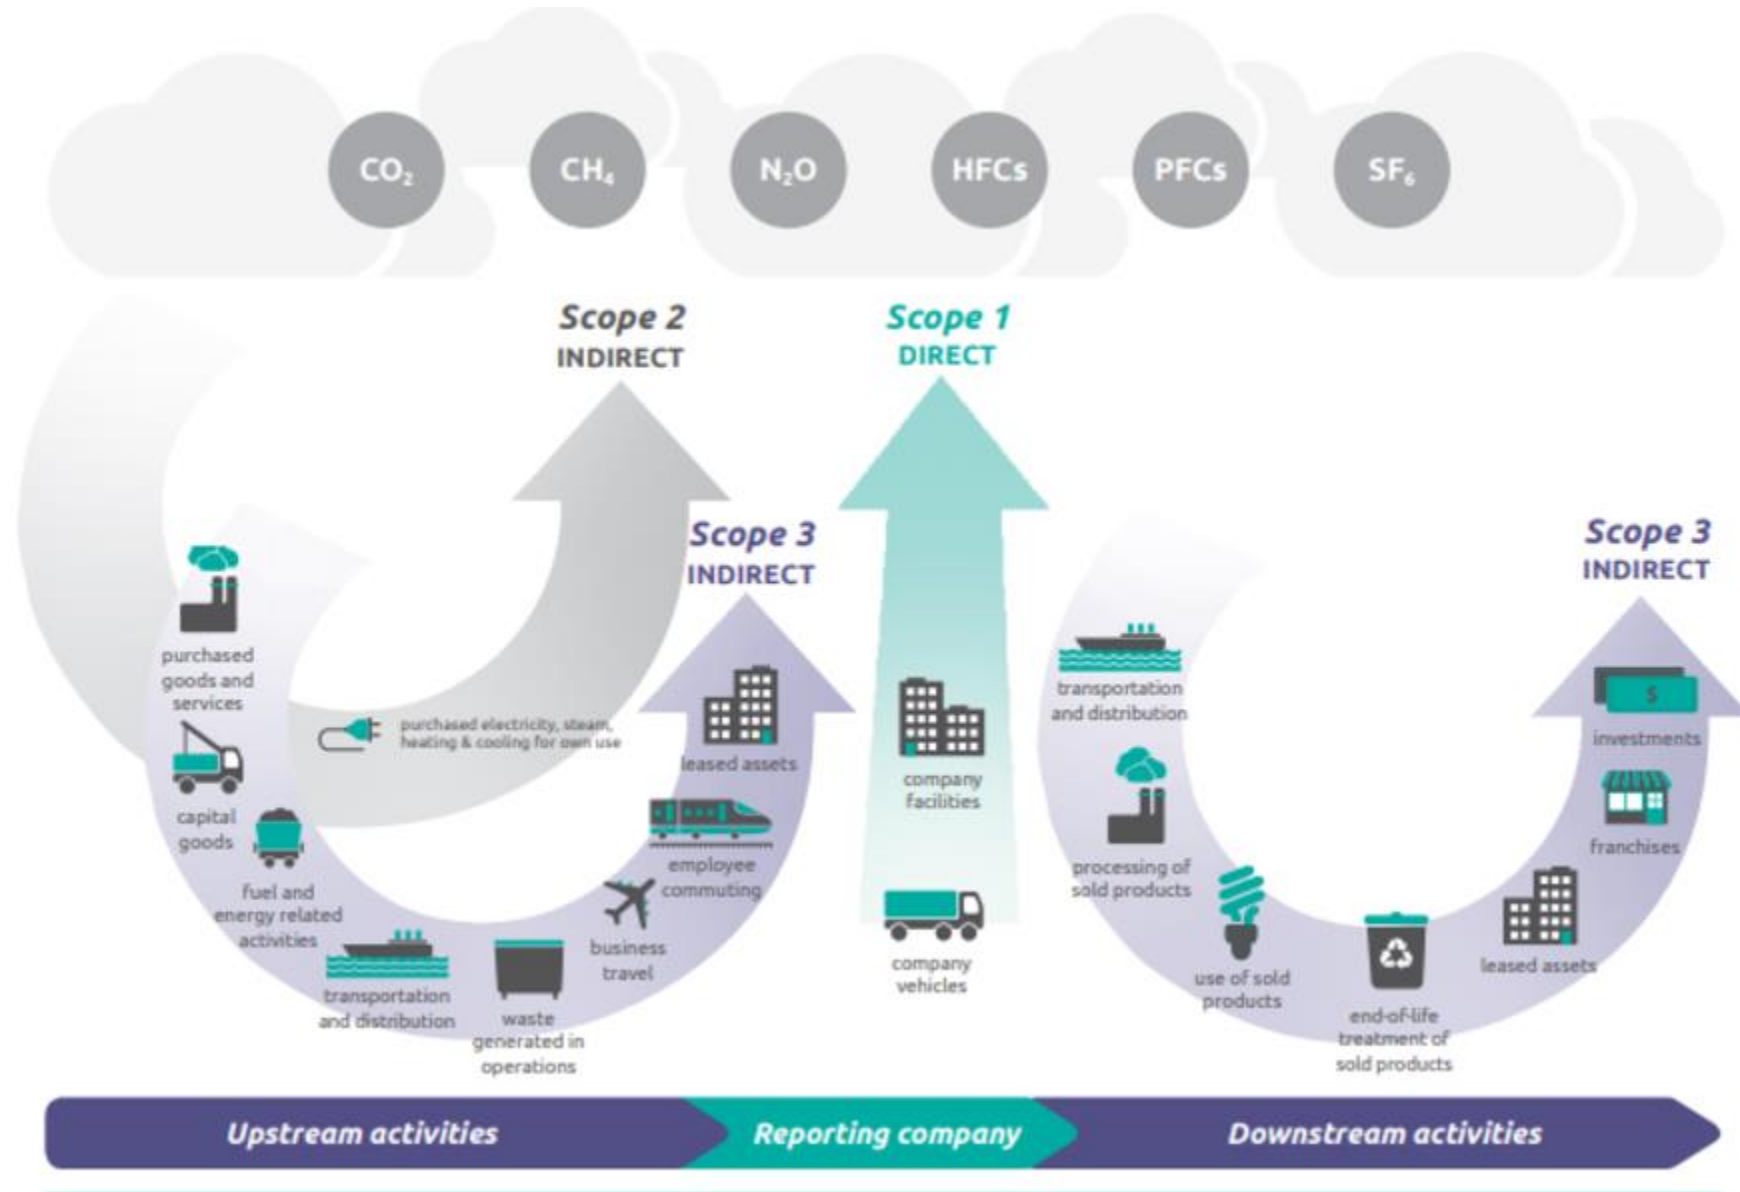 CO₂
CH₄
N₂O
HFCs
PFCs
SF₆
Scope 2
INDIRECT
Scope 1
DIRECT
Scope 3
INDIRECT
Scope 3
INDIRECT
purchased
goods and
services
capital
goods
fuel and
energy related
activities
transportation
and distribution
waste
generated in
operations
business
travel
employee
commuting
leased assets
purchased electricity, steam,
heating & cooling for own use
company
facilities
company
vehicles
transportation
and distribution
processing of
sold products
use of sold
products
end-of-life
treatment of
sold products
leased assets
franchises
investments
$
Upstream activities
Reporting company
Downstream activities